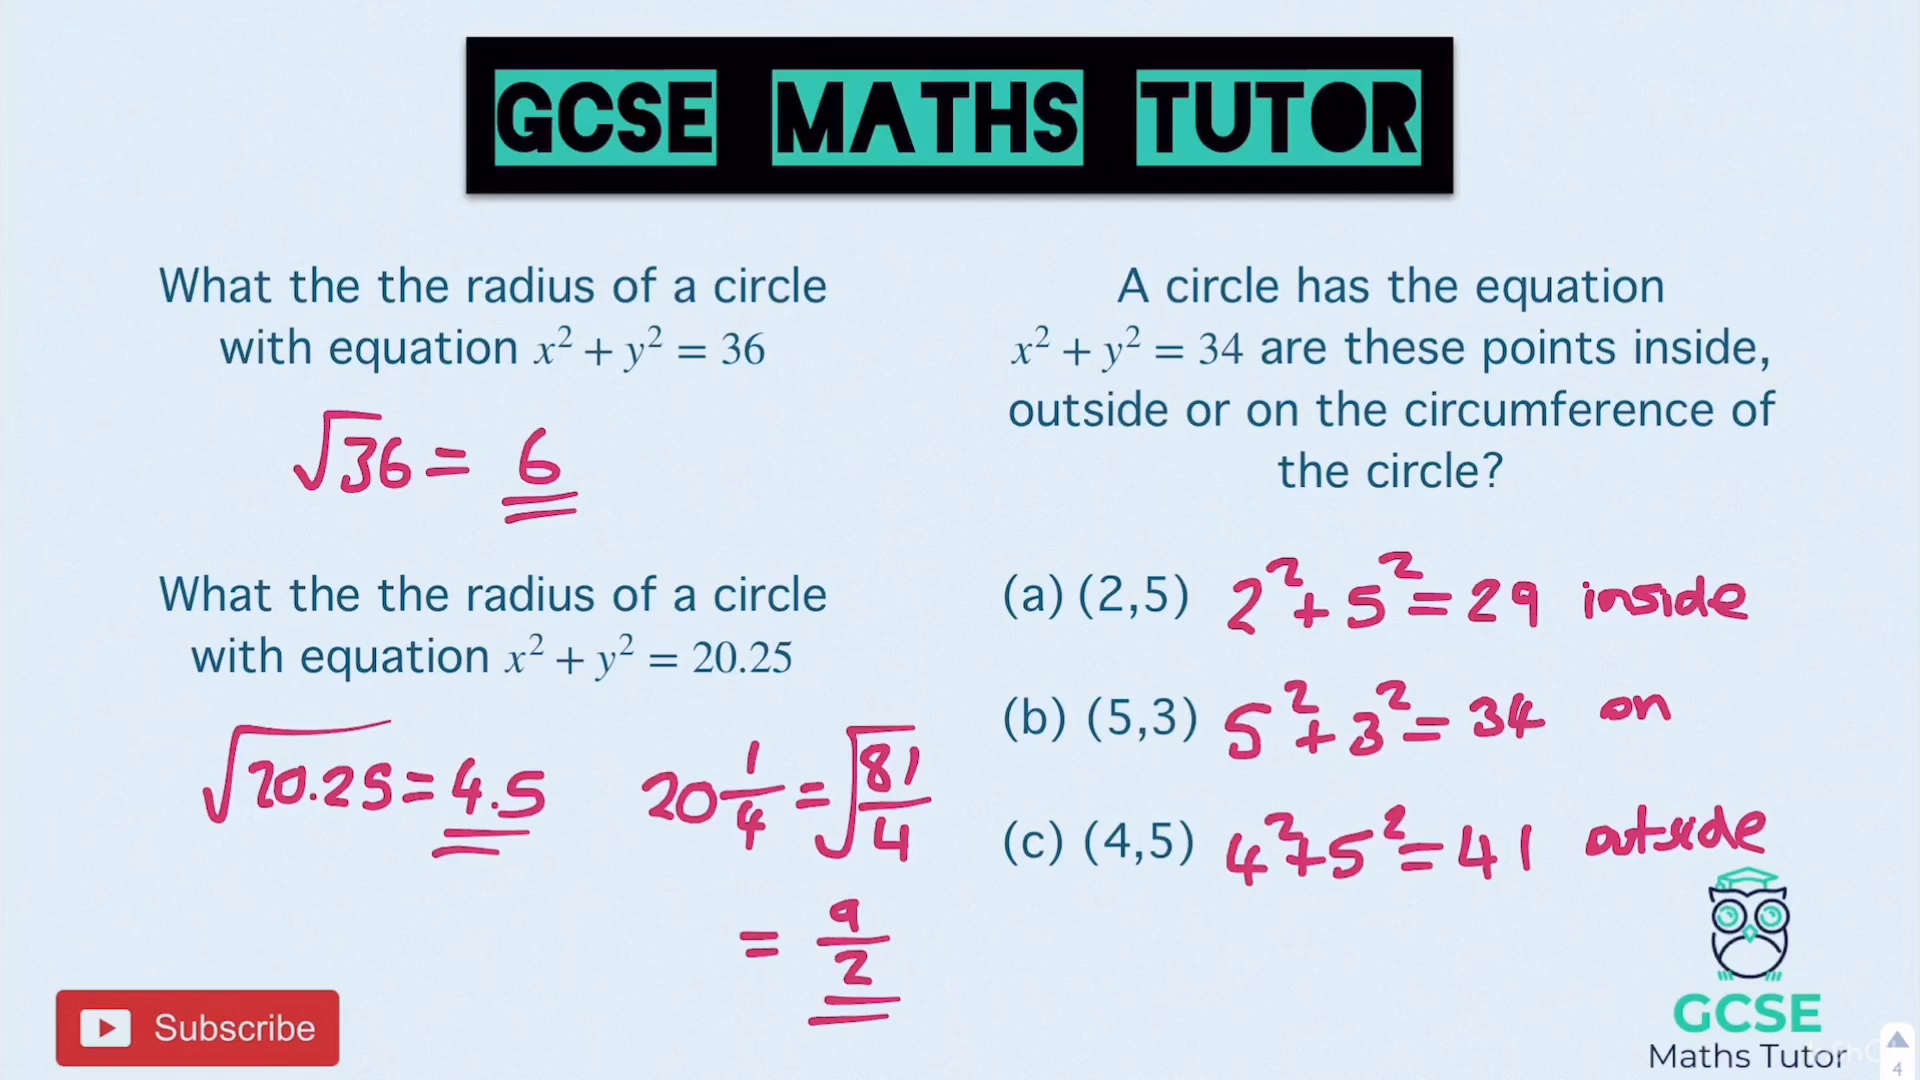 GCSE MATHS TUTOR
What the the radius of a circle
with equation x² + y² = 36
√36 = 6
What the the radius of a circle
with equation x² + y² = 20.25
√20.25 = 4.5
20 1/4 = √81/4
= 9/2
A circle has the equation
x² + y² = 34 are these points inside,
outside or on the circumference of
the circle?
(a) (2,5) 2² + 5² = 29 inside
(b) (5,3) 5² + 3² = 34 on
(c) (4,5) 4² + 5² = 41 outside
Subscribe
GCSE
Maths Tutor
4